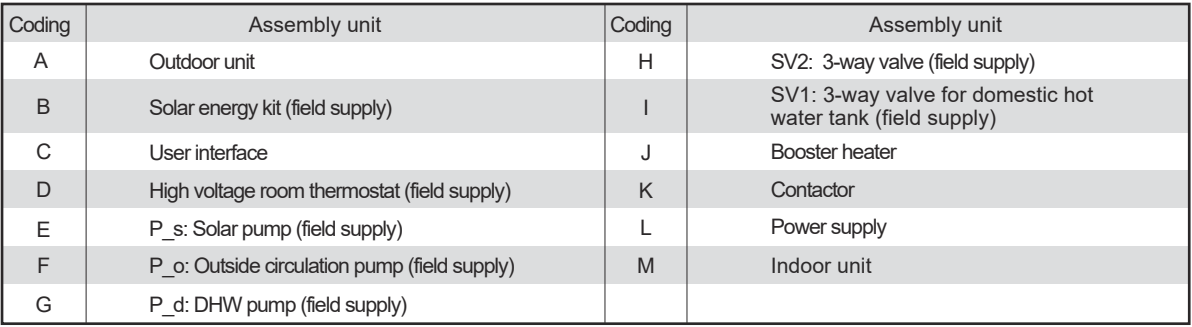 Coding Assembly unit Coding Assembly unit
A Outdoor unit H SV2: 3-way valve (field supply)
B Solar energy kit (field supply) I SV1: 3-way valve for domestic hot
water tank (field supply)
C User interface J Booster heater
D High voltage room thermostat (field supply) K Contactor
E P_s: Solar pump (field supply) L Power supply
F P_o: Outside circulation pump (field supply) M Indoor unit
G P_d: DHW pump (field supply)